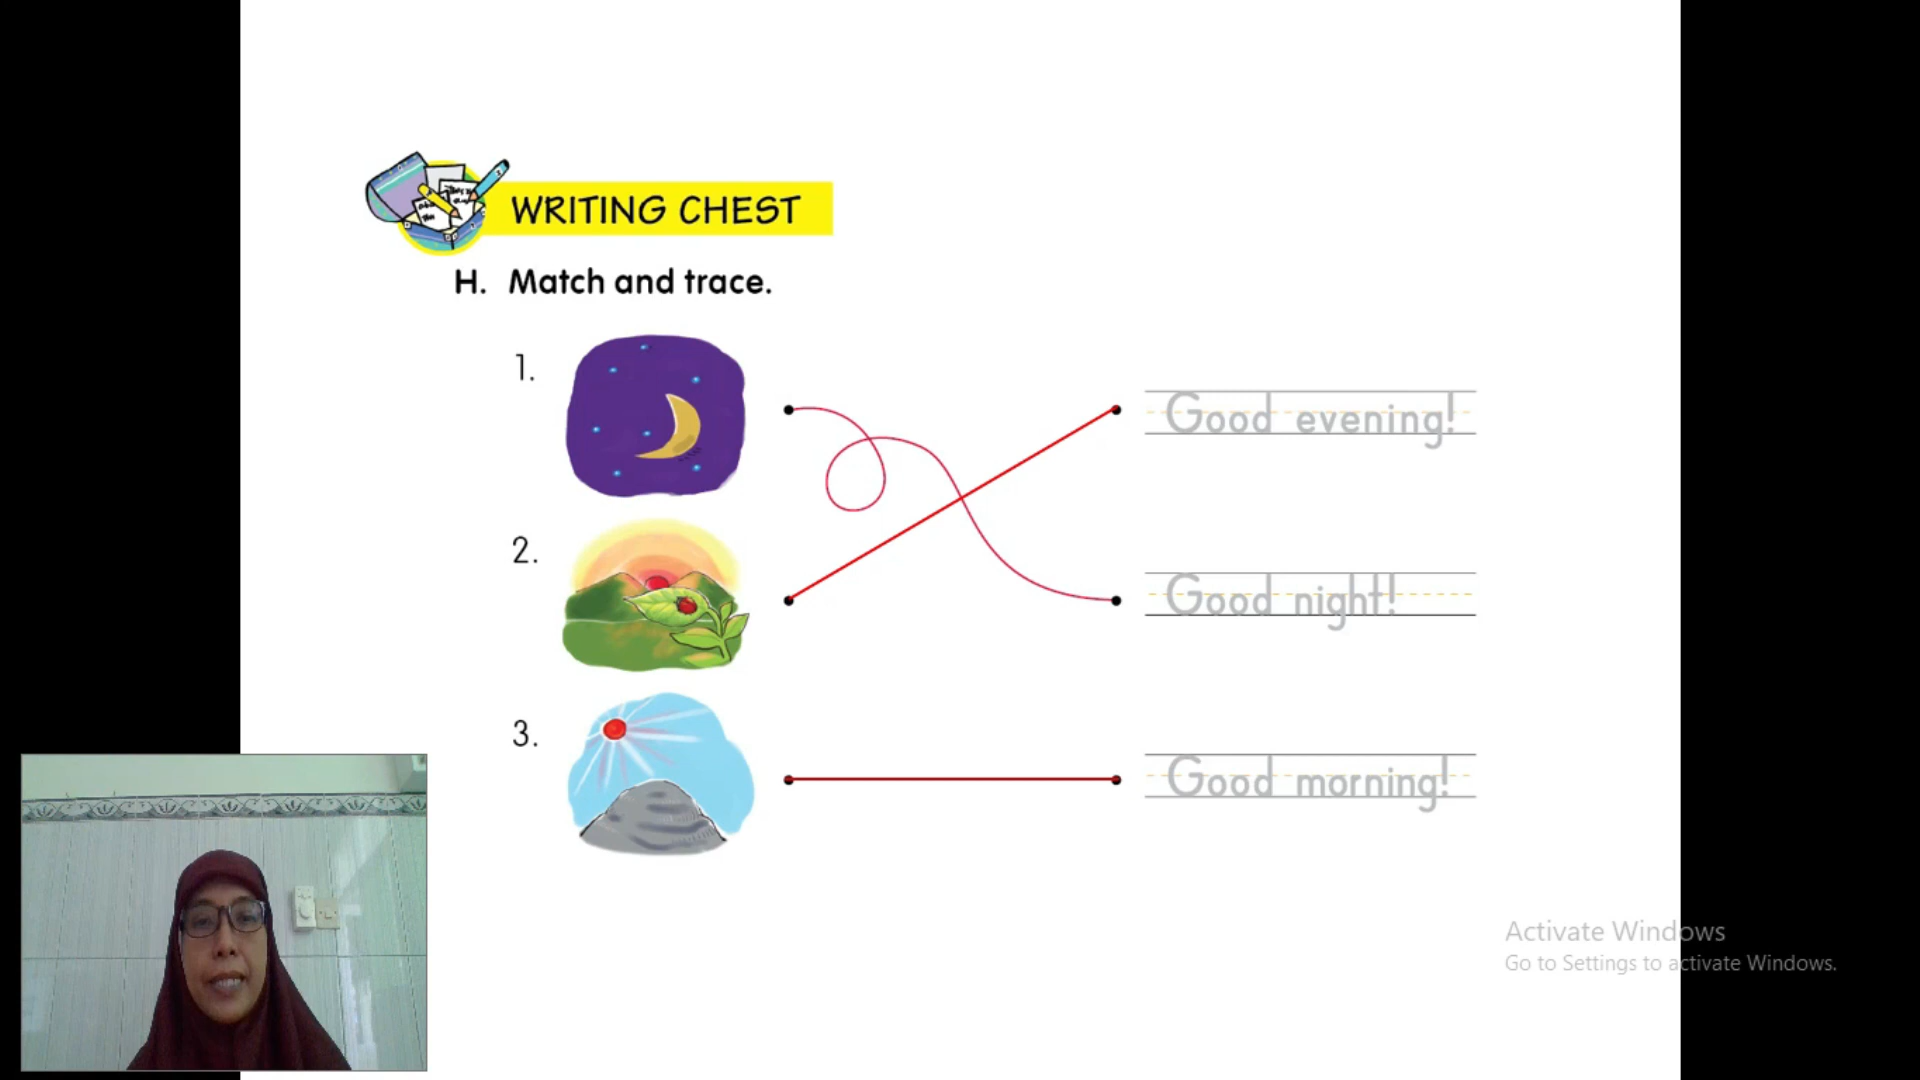 WRITING CHEST
H. Match and trace.
1.
Good evening!
2.
Good night!
3.
Good morning!
Activate Windows
Go to Settings to activate Windows.